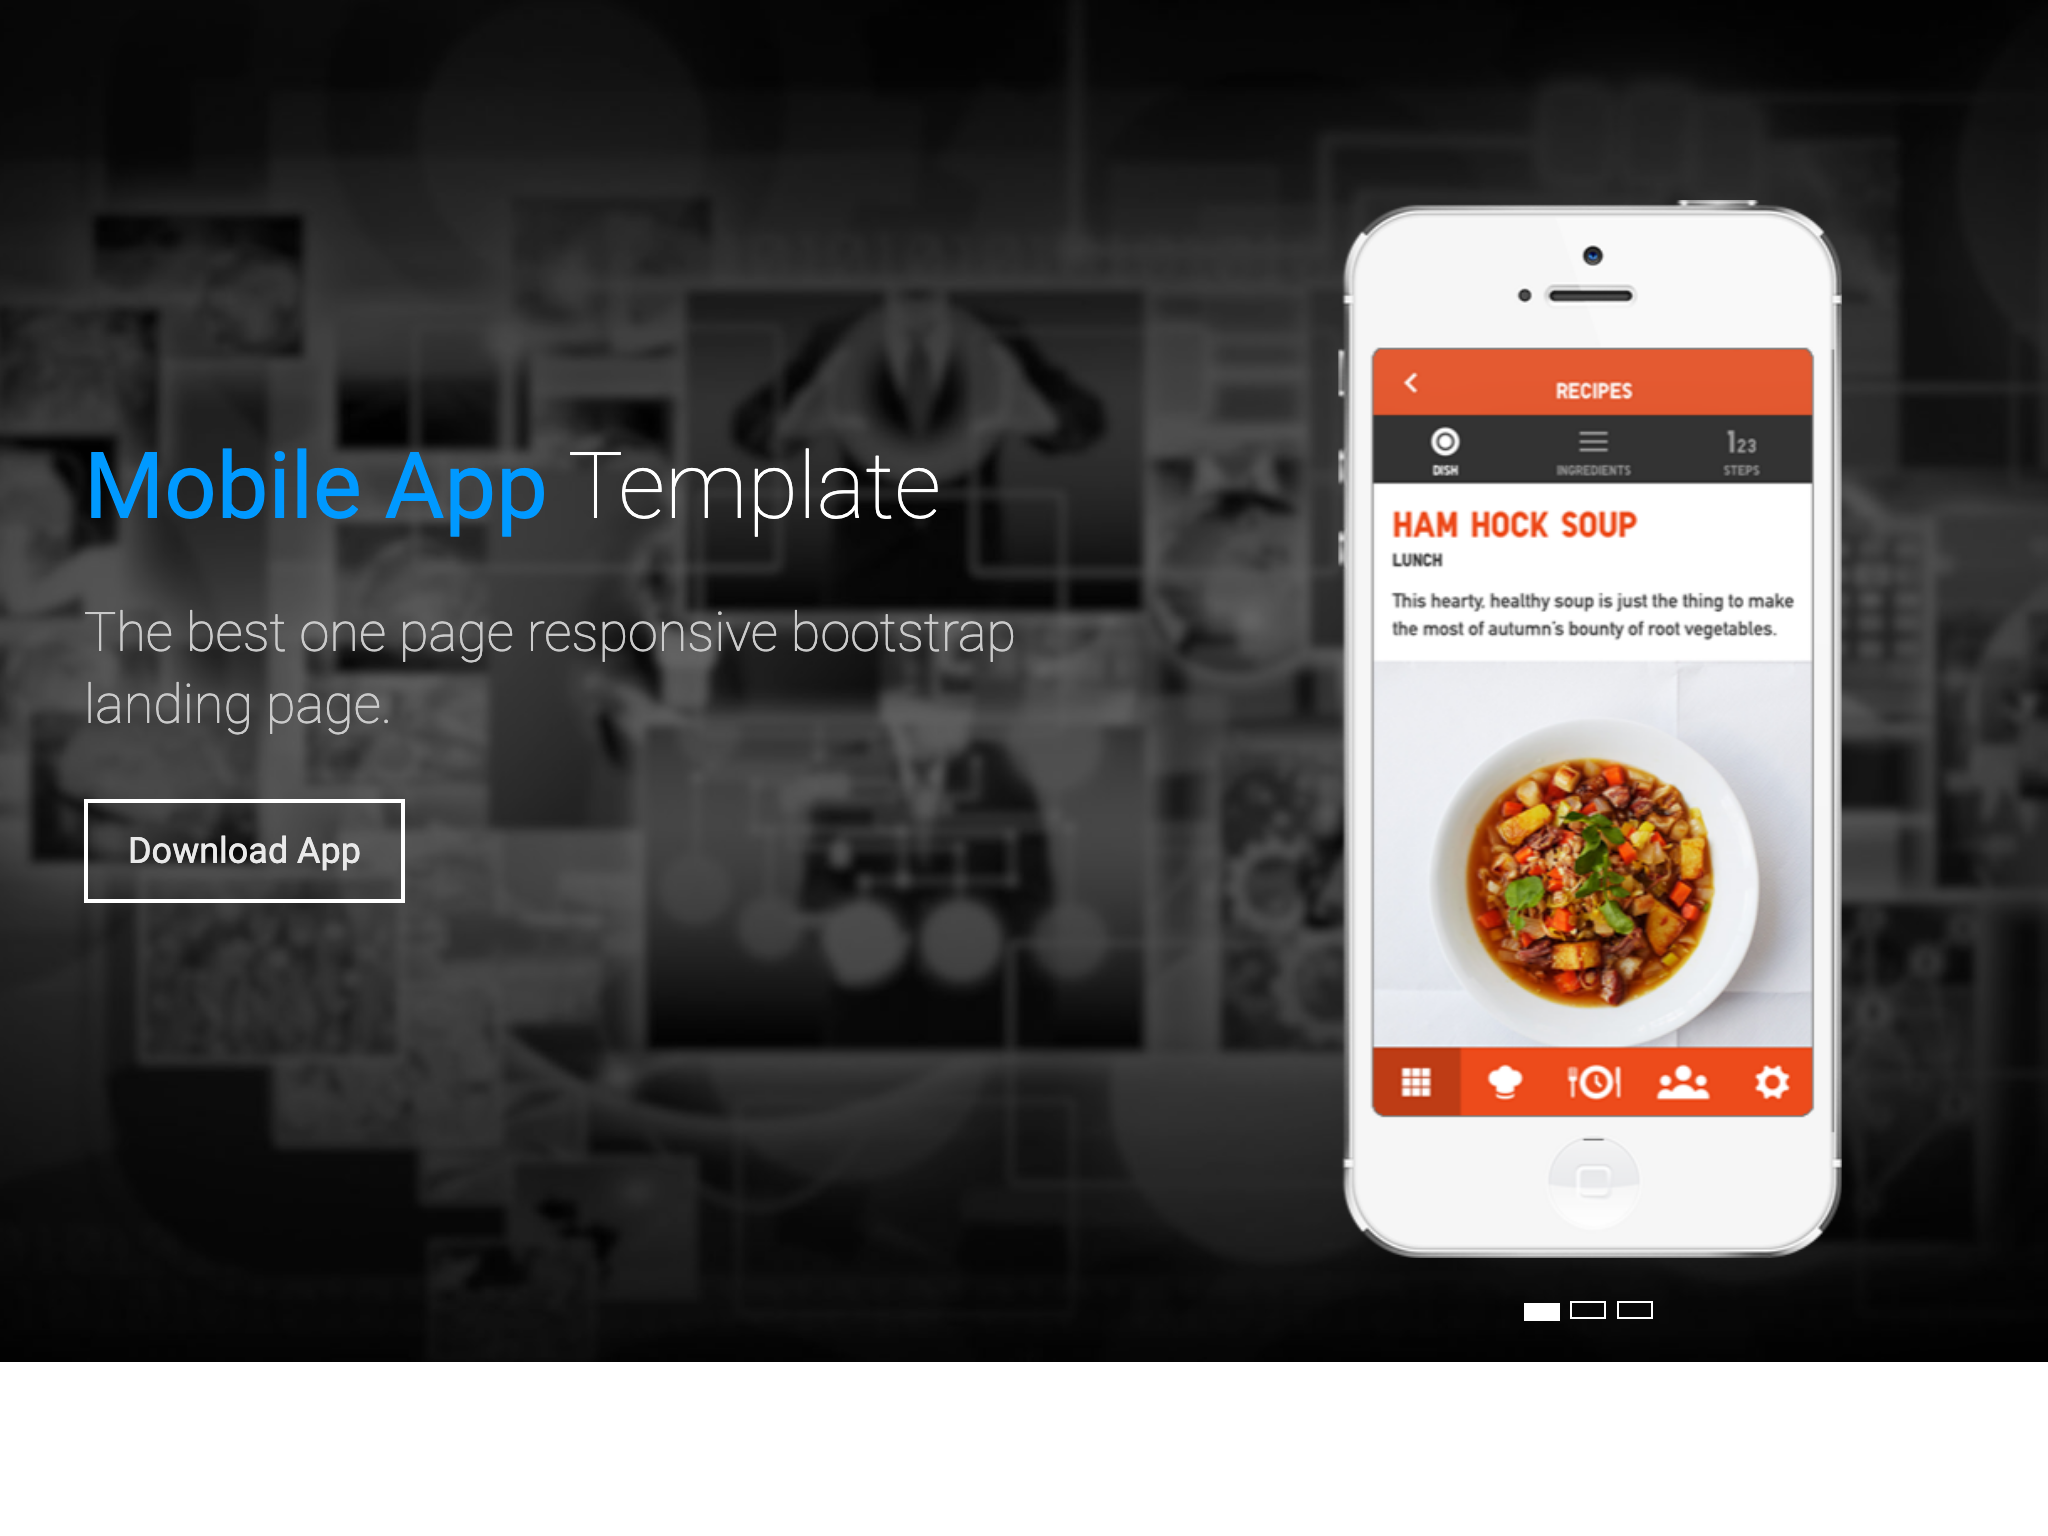 Mobile App Template
The best one page responsive bootstrap
landing page.
Download App
RECIPES
DISH
INGREDIENTS
123
STEPS
HAM HOCK SOUP
LUNCH
This hearty, healthy soup is just the thing to make
the most of autumn's bounty of root vegetables.